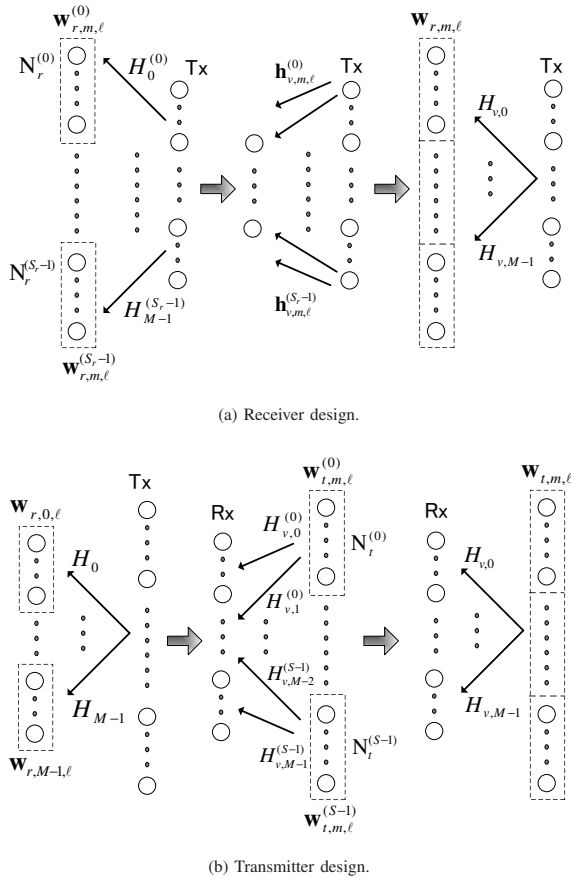 w_{r,m,ℓ}^{(0)}
N_r^{(0)}
H_0^{(0)}
Tx
N_r^{(S_r−1)}
H_{M−1}^{(S_r−1)}
w_{r,m,ℓ}^{(S_r−1)}
h_{v,m,ℓ}^{(0)}
Tx
h_{v,m,ℓ}^{(S_r−1)}
w_{r,m,ℓ}
Tx
H_{v,0}
H_{v,M−1}
(a) Receiver design.
w_{r,0,ℓ}
Tx
H_0
H_{M−1}
w_{r,M−1,ℓ}
Rx
w_{t,m,ℓ}^{(0)}
H_{v,0}^{(0)}
N_t^{(0)}
H_{v,1}^{(0)}
H_{v,M−2}^{(S−1)}
H_{v,M−1}^{(S−1)}
N_t^{(S−1)}
w_{t,m,ℓ}^{(S−1)}
Rx
w_{t,m,ℓ}
H_{v,0}
H_{v,M−1}
(b) Transmitter design.